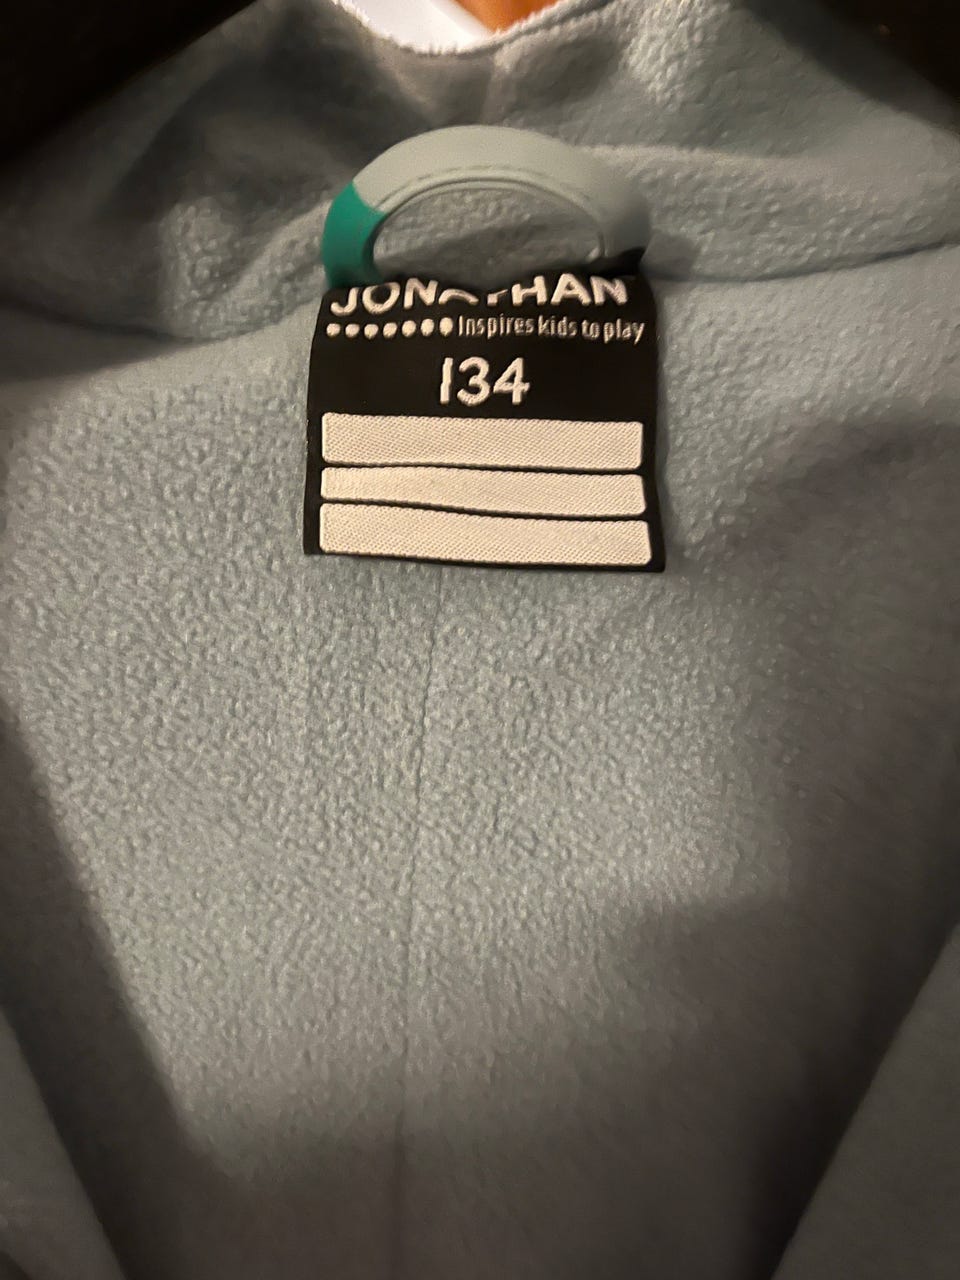 JONATHAN
Inspires kids to play
134